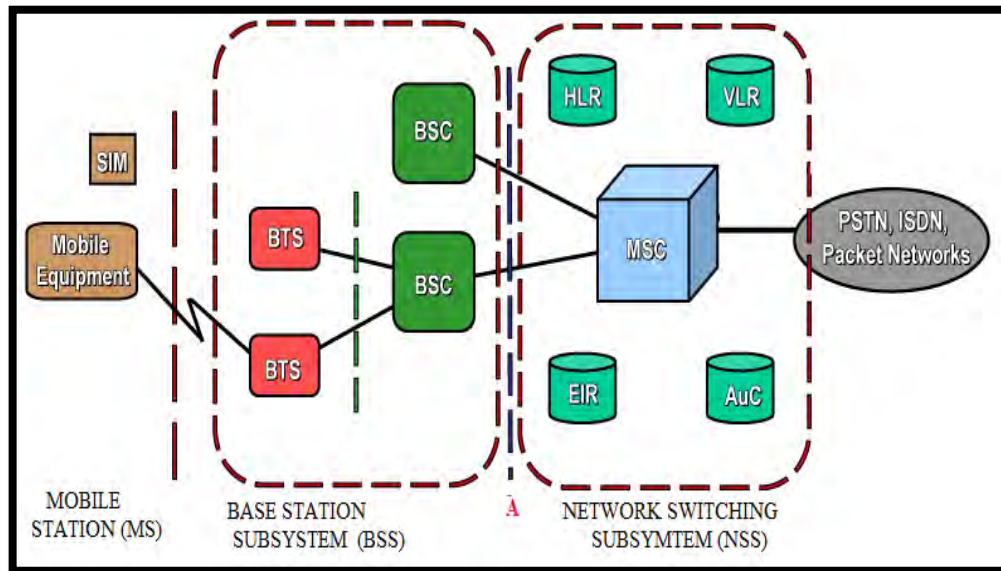 SIM
Mobile
Equipment
BTS
BTS
BSC
BSC
HLR
VLR
MSC
EIR
AuC
PSTN, ISDN,
Packet Networks
MOBILE
STATION (MS)
BASE STATION
SUBSYSTEM (BSS)
A
NETWORK SWITCHING
SUBSYMTEM (NSS)